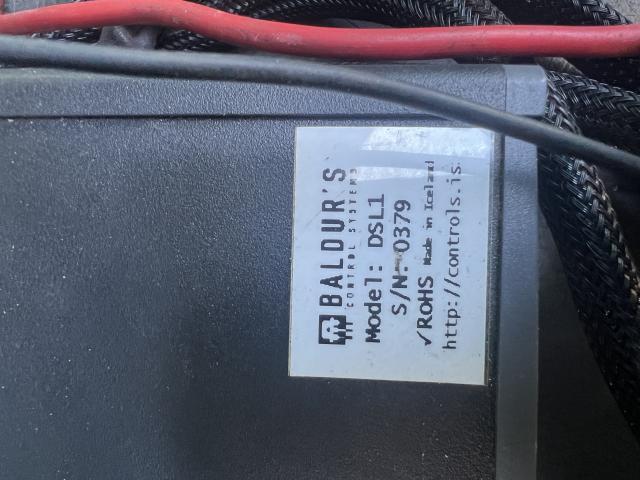 BALDUR'S
CONTROL SYSTEMS
Model: DSL1
S/N: 0379
✓RoHS Made in Iceland
http://controls.is.